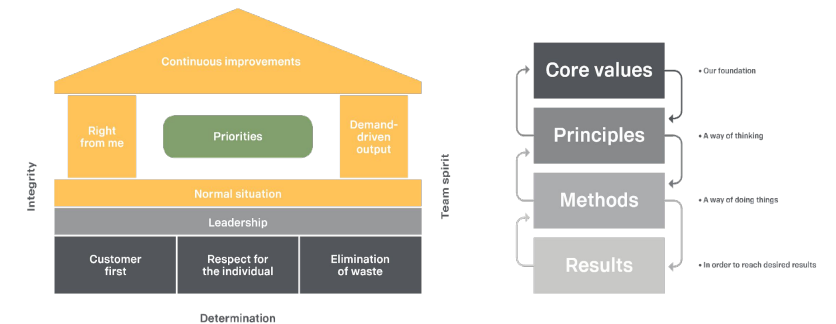 Continuous improvements
Right
from me
Priorities
Demand-
driven
output
Normal situation
Leadership
Customer
first
Respect for
the individual
Elimination
of waste
Integrity
Team spirit
Determination
Core values
• Our foundation
Principles
• A way of thinking
Methods
• A way of doing things
Results
• In order to reach desired results